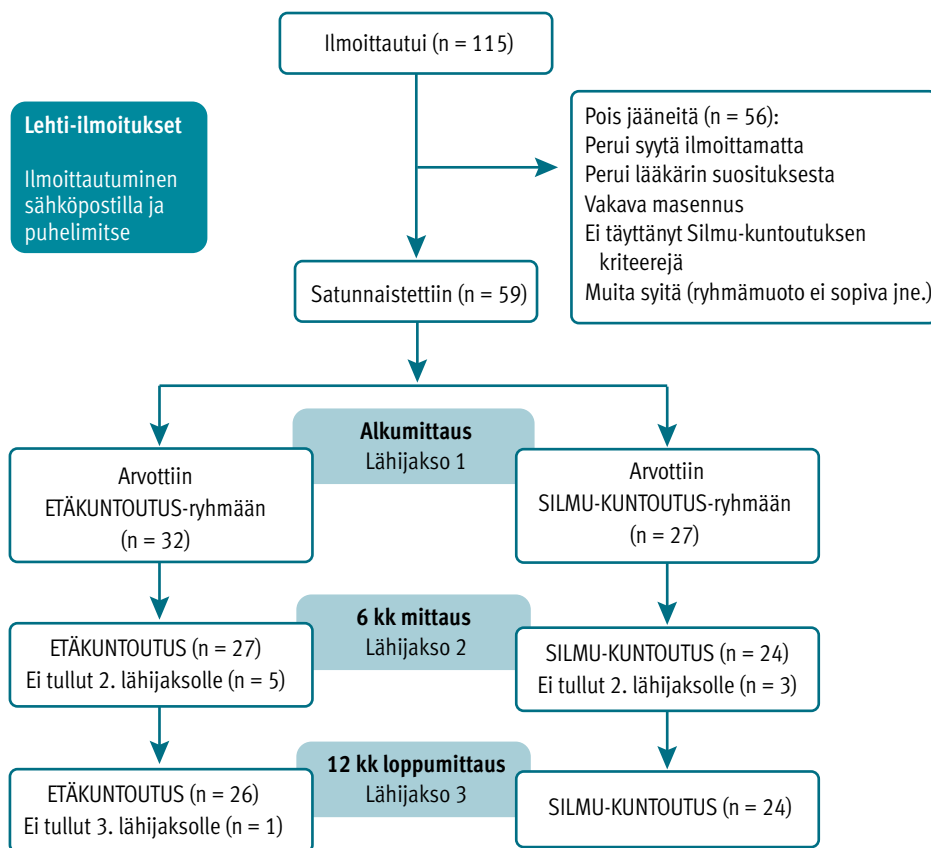 Ilmoittautui (n = 115)
Lehti-ilmoitukset
Ilmoittautuminen
sähköpostilla ja
puhelimitse
Pois jääneitä (n = 56):
Perui syytä ilmoittamatta
Perui lääkärin suosituksesta
Vakava masennus
Ei täyttänyt Silmu-kuntoutuksen
kriteerejä
Muita syitä (ryhmämuoto ei sopiva jne.)
Satunnaistettiin (n = 59)
Alkumittaus
Lähijakso 1
Arvottiin
ETÄKUNTOUTUS-ryhmään
(n = 32)
Arvottiin
SILMU-KUNTOUTUS-ryhmään
(n = 27)
6 kk mittaus
Lähijakso 2
ETÄKUNTOUTUS (n = 27)
Ei tullut 2. lähijaksolle (n = 5)
SILMU-KUNTOUTUS (n = 24)
Ei tullut 2. lähijaksolle (n = 3)
12 kk loppumittaus
Lähijakso 3
ETÄKUNTOUTUS (n = 26)
Ei tullut 3. lähijaksolle (n = 1)
SILMU-KUNTOUTUS (n = 24)